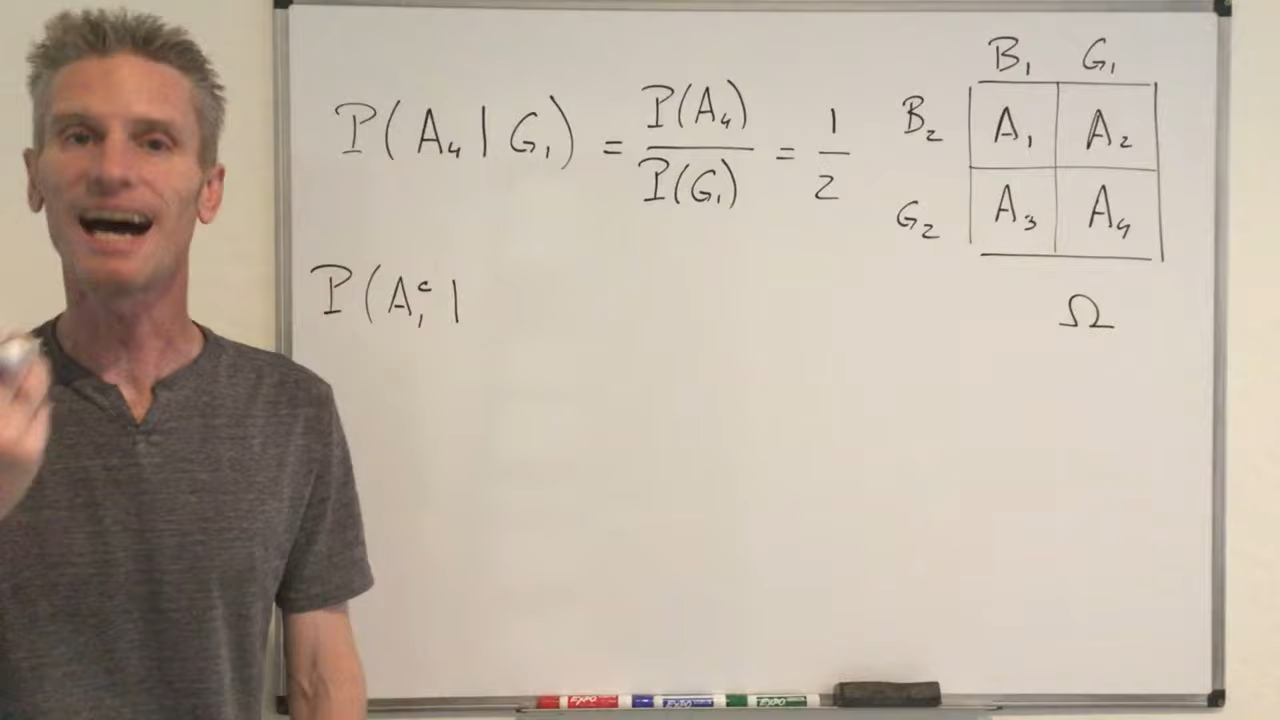 B₁ G₁
P(A₄ | G₁) = P(A₄) / P(G₁) = 1/2
B₂ A₁ A₂
G₂ A₃ A₄
P(A₁ᶜ |
Ω
EXPO